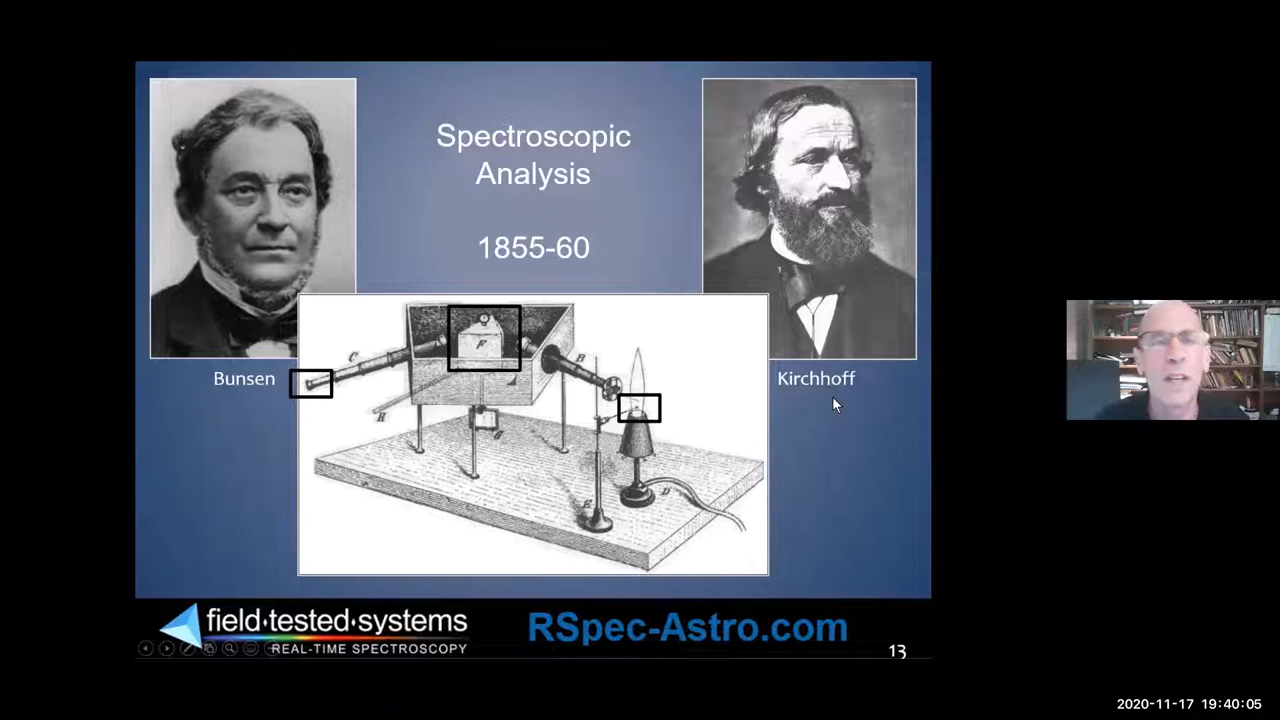 Spectroscopic
Analysis
1855-60
Bunsen
Kirchhoff
C
F
B
H
G
E
D
field·tested·systems
REAL-TIME SPECTROSCOPY
RSpec-Astro.com
13
2020-11-17 19:40:05